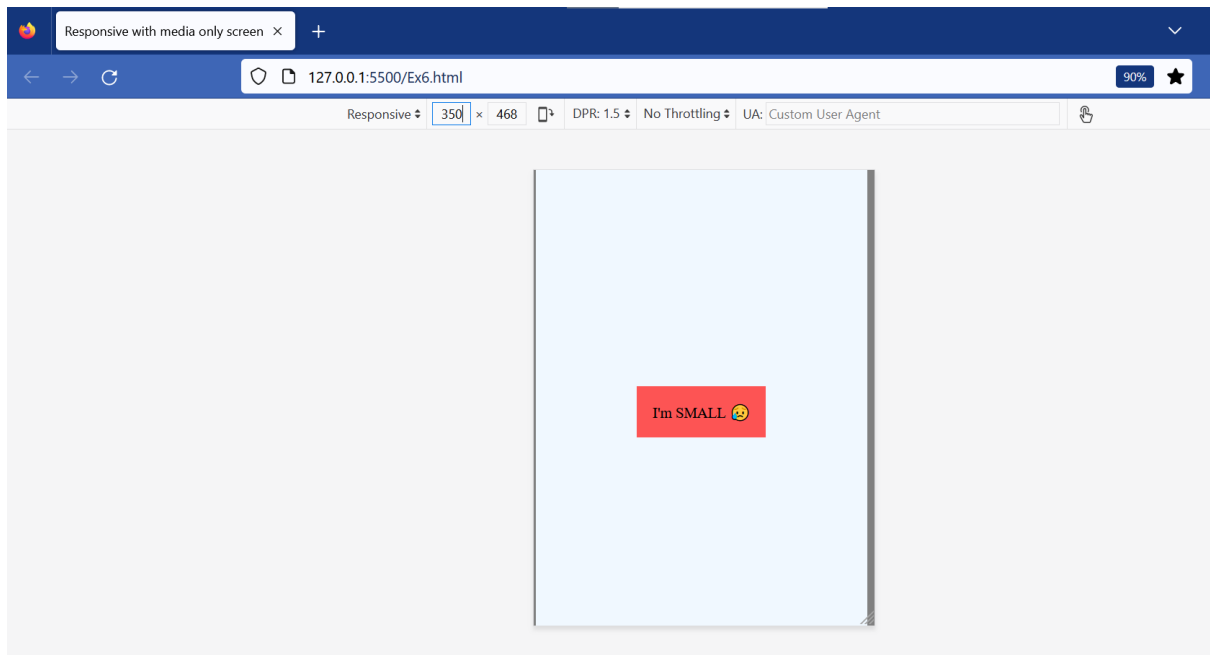 Responsive with media only screen
127.0.0.1:5500/Ex6.html
90%
Responsive 350 × 468 DPR: 1.5 No Throttling UA: Custom User Agent
I'm SMALL 😥